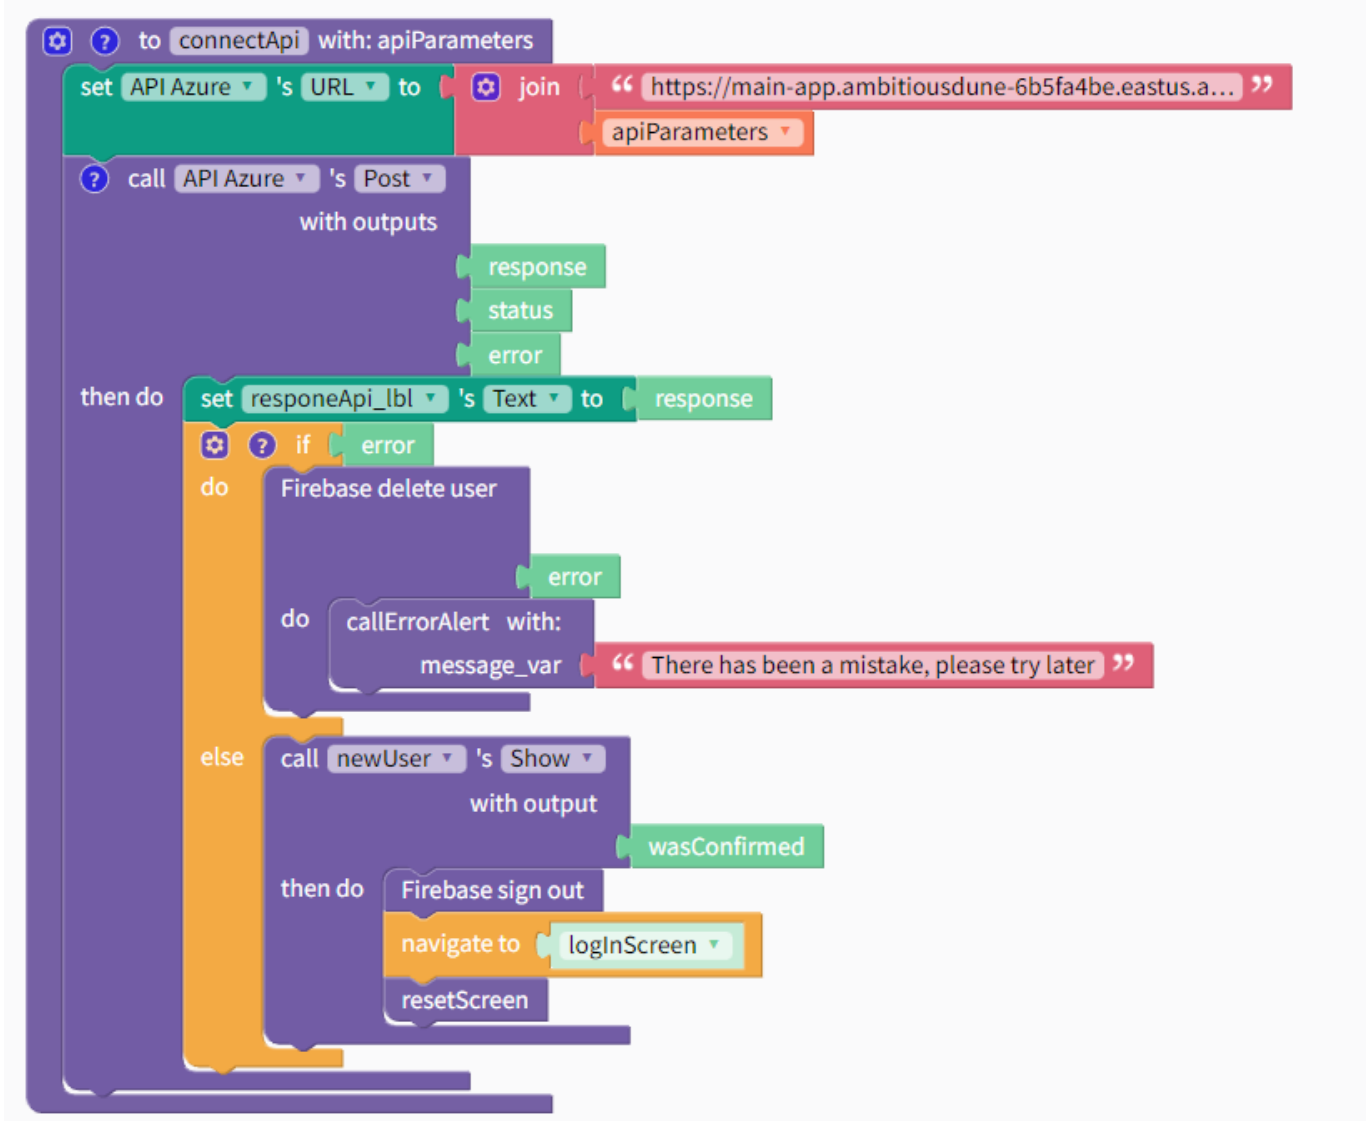 to connectApi with: apiParameters
set API Azure 's URL to join “ https://main-app.ambitiousdune-6b5fa4be.eastus.a... ”
apiParameters
? call API Azure 's Post
with outputs
response
status
error
then do set responeApi_lbl 's Text to response
? if error
do Firebase delete user
error
do callErrorAlert with:
message_var “ There has been a mistake, please try later ”
else call newUser 's Show
with output
wasConfirmed
then do Firebase sign out
navigate to logInScreen
resetScreen